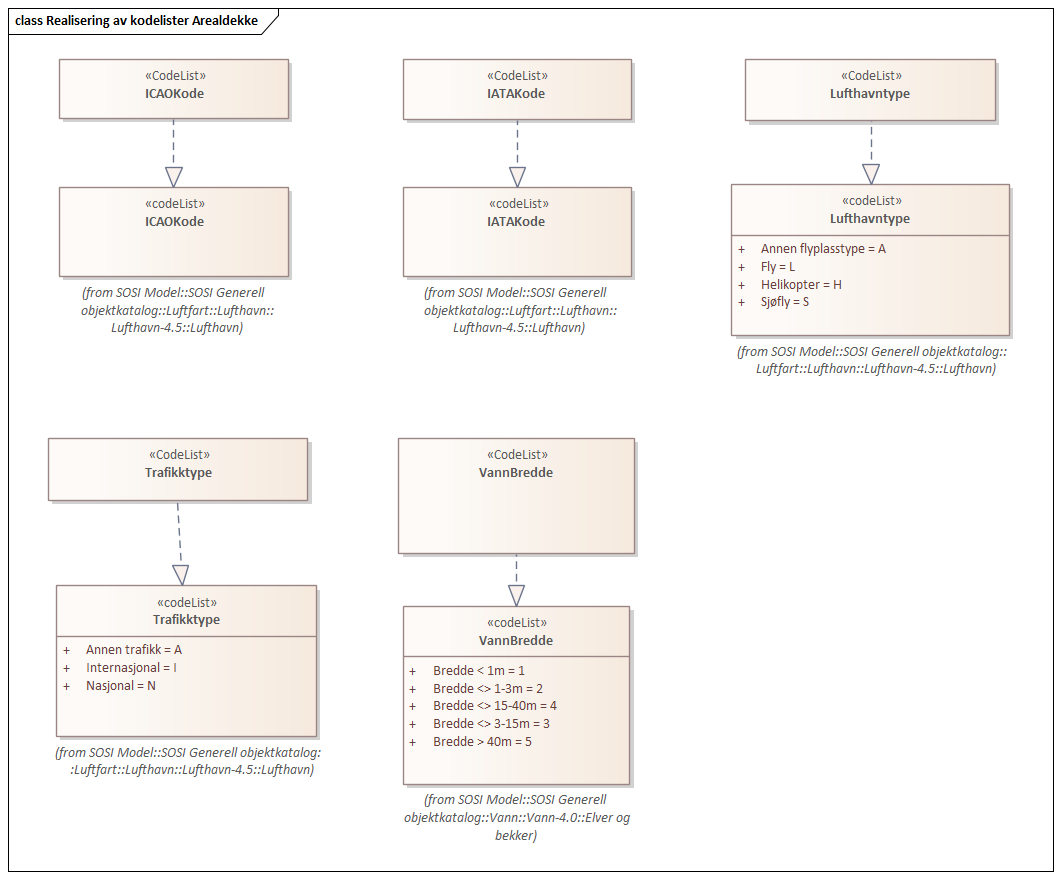 class Realisering av kodelister Arealdekke
«CodeList»
ICAOKode
«CodeList»
IATAKode
«CodeList»
Lufthavntype
«codeList»
ICAOKode
(from SOSI Model::SOSI Generell
objektkatalog::Luftfart::Lufthavn::
Lufthavn-4.5::Lufthavn)
«codeList»
IATAKode
(from SOSI Model::SOSI Generell
objektkatalog::Luftfart::Lufthavn::
Lufthavn-4.5::Lufthavn)
«codeList»
Lufthavntype
+ Annen flyplasstype = A
+ Fly = L
+ Helikopter = H
+ Sjøfly = S
(from SOSI Model::SOSI Generell objektkatalog::
Luftfart::Lufthavn::Lufthavn-4.5::Lufthavn)
«CodeList»
Trafikktype
«CodeList»
VannBredde
«codeList»
Trafikktype
+ Annen trafikk = A
+ Internasjonal = I
+ Nasjonal = N
(from SOSI Model::SOSI Generell objektkatalog:
:Luftfart::Lufthavn::Lufthavn-4.5::Lufthavn)
«codeList»
VannBredde
+ Bredde < 1m = 1
+ Bredde <> 1-3m = 2
+ Bredde <> 15-40m = 4
+ Bredde <> 3-15m = 3
+ Bredde > 40m = 5
(from SOSI Model::SOSI Generell
objektkatalog::Vann::Vann-4.0::Elver og
bekker)